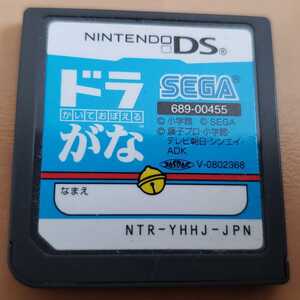 NINTENDO DS
ドラ
かいておぼえる
がな
SEGA
689-00455
© 小学館 © SEGA
© 藤子プロ・小学館・
テレビ朝日・シンエイ・
ADK
V-0802368
なまえ
NTR-YHHJ-JPN